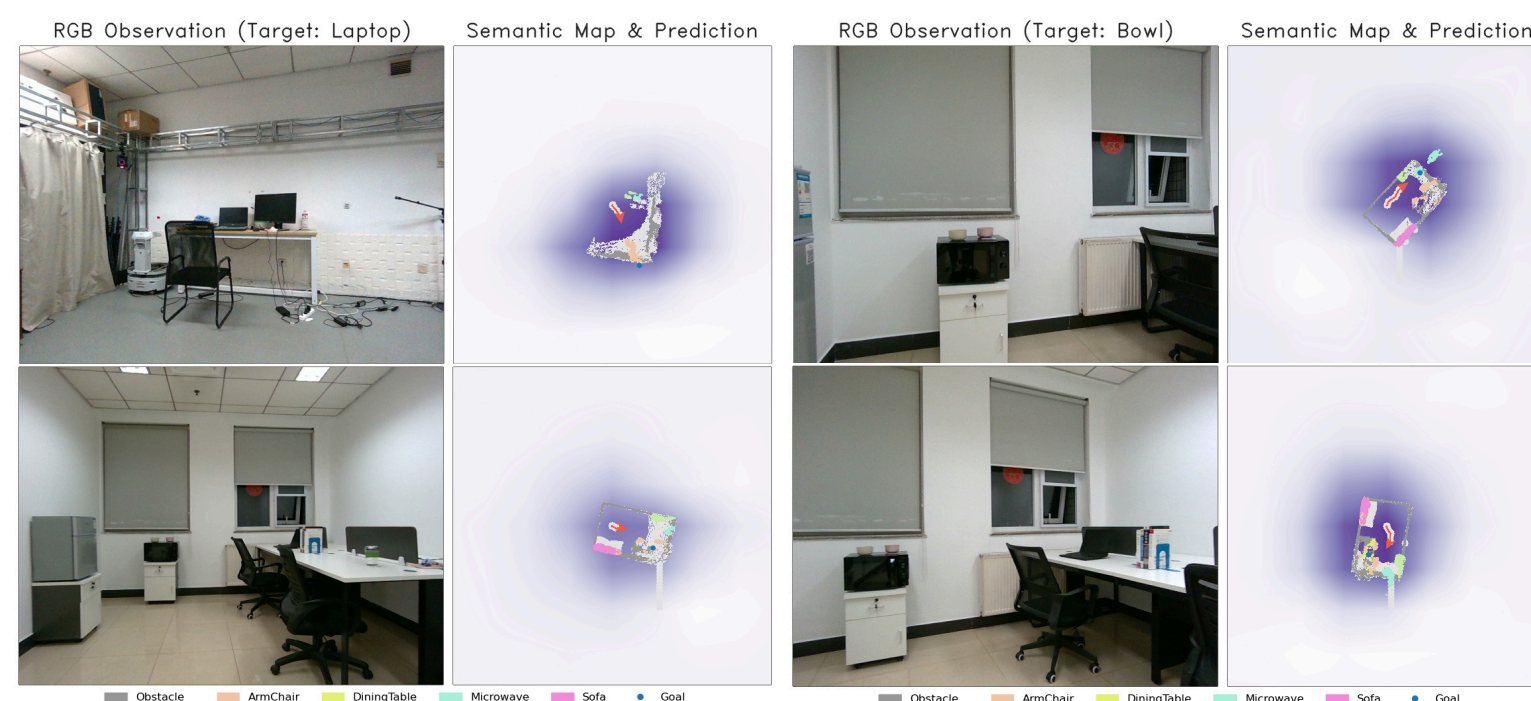 RGB Observation (Target: Laptop)
Semantic Map & Prediction
RGB Observation (Target: Bowl)
Semantic Map & Prediction
Obstacle
ArmChair
DiningTable
Microwave
Sofa
Goal
Obstacle
ArmChair
DiningTable
Microwave
Sofa
Goal